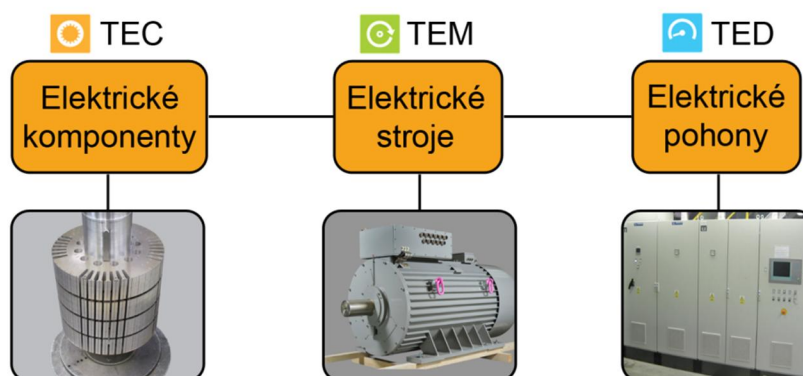 TEC
TEM
TED
Elektrické
komponenty
Elektrické
stroje
Elektrické
pohony